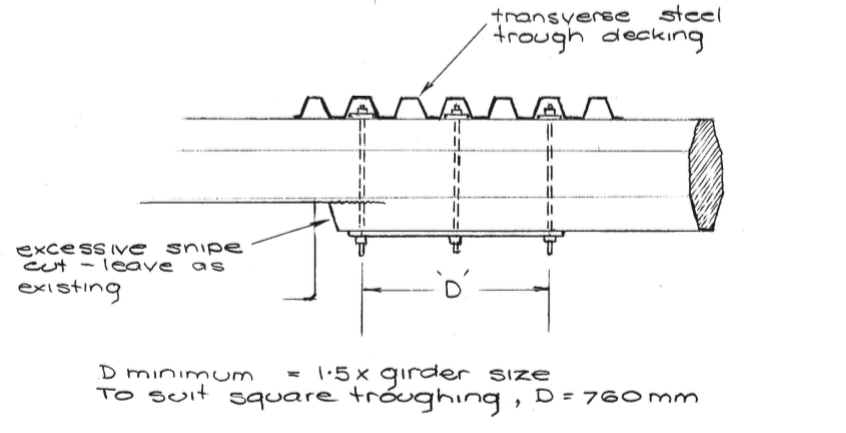 transverse steel
trough decking
excessive snipe
cut - leave as
existing
'D'
D minimum = 1.5 x girder size
To suit square troughing, D = 760 mm